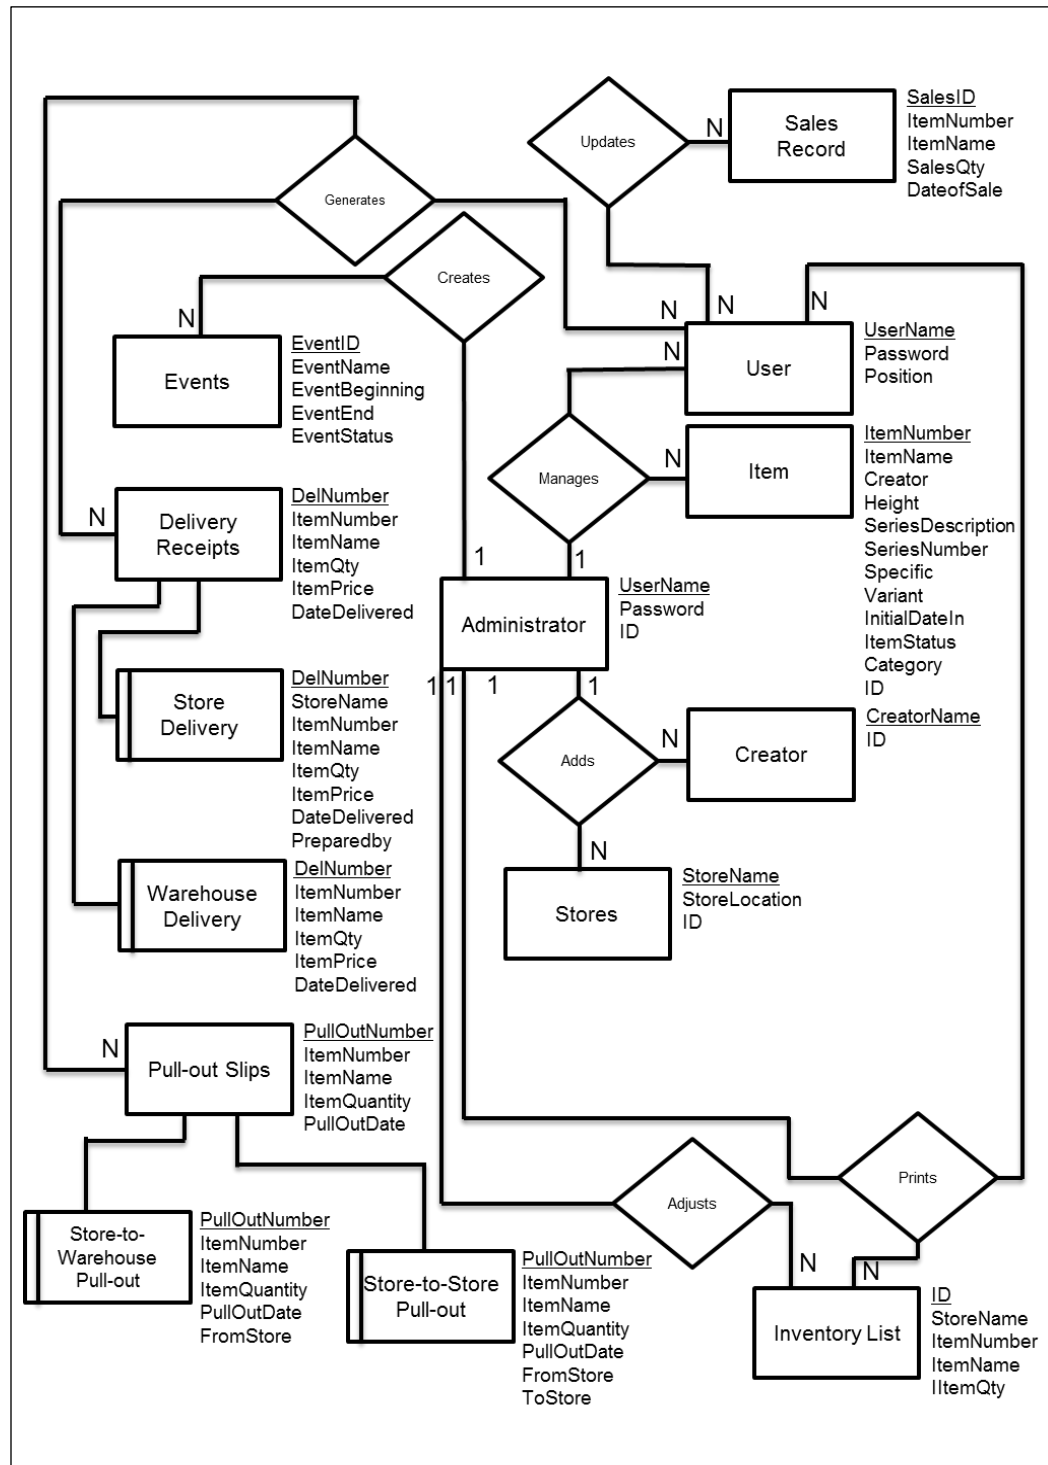 Updates
N
Sales
Record
SalesID
ItemNumber
ItemName
SalesQty
DateofSale
Generates
Creates
N
Events
EventID
EventName
EventBeginning
EventEnd
EventStatus
N
N
N
N
User
UserName
Password
Position
Manages
N
Item
ItemNumber
ItemName
Creator
Height
SeriesDescription
SeriesNumber
Specific
Variant
InitialDateIn
ItemStatus
Category
ID
N
Delivery
Receipts
DelNumber
ItemNumber
ItemName
ItemQty
ItemPrice
DateDelivered
1
1
Administrator
UserName
Password
ID
1
1
1
1
Store
Delivery
DelNumber
StoreName
ItemNumber
ItemName
ItemQty
ItemPrice
DateDelivered
Preparedby
Adds
N
Creator
CreatorName
ID
N
Stores
StoreName
StoreLocation
ID
Warehouse
Delivery
DelNumber
ItemNumber
ItemName
ItemQty
ItemPrice
DateDelivered
N
Pull-out Slips
PullOutNumber
ItemNumber
ItemName
ItemQuantity
PullOutDate
Prints
Adjusts
Store-to-
Warehouse
Pull-out
PullOutNumber
ItemNumber
ItemName
ItemQuantity
PullOutDate
FromStore
Store-to-Store
Pull-out
PullOutNumber
ItemNumber
ItemName
ItemQuantity
PullOutDate
FromStore
ToStore
N
N
Inventory List
ID
StoreName
ItemNumber
ItemName
IItemQty